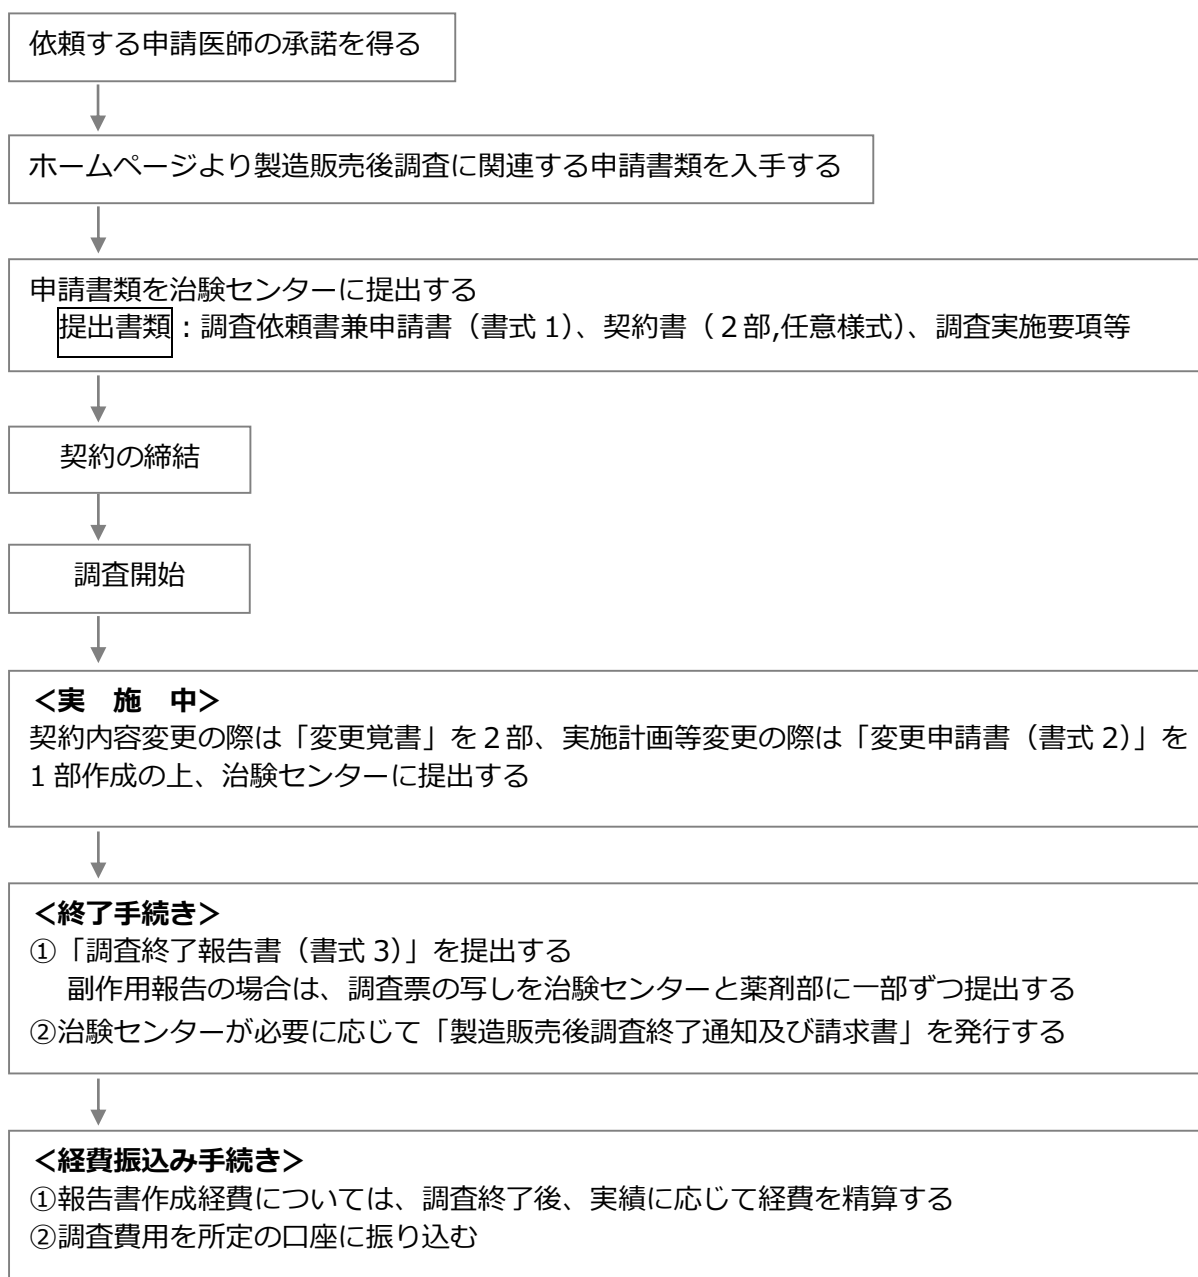 依頼する申請医師の承諾を得る
ホームページより製造販売後調査に関連する申請書類を入手する
申請書類を治験センターに提出する
提出書類：調査依頼書兼申請書（書式 1）、契約書（２部,任意様式）、調査実施要項等
契約の締結
調査開始
＜実　施　中＞
契約内容変更の際は「変更覚書」を２部、実施計画等変更の際は「変更申請書（書式 2）」を
1 部作成の上、治験センターに提出する
＜終了手続き＞
①「調査終了報告書（書式 3）」を提出する
副作用報告の場合は、調査票の写しを治験センターと薬剤部に一部ずつ提出する
②治験センターが必要に応じて「製造販売後調査終了通知及び請求書」を発行する
＜経費振込み手続き＞
①報告書作成経費については、調査終了後、実績に応じて経費を精算する
②調査費用を所定の口座に振り込む